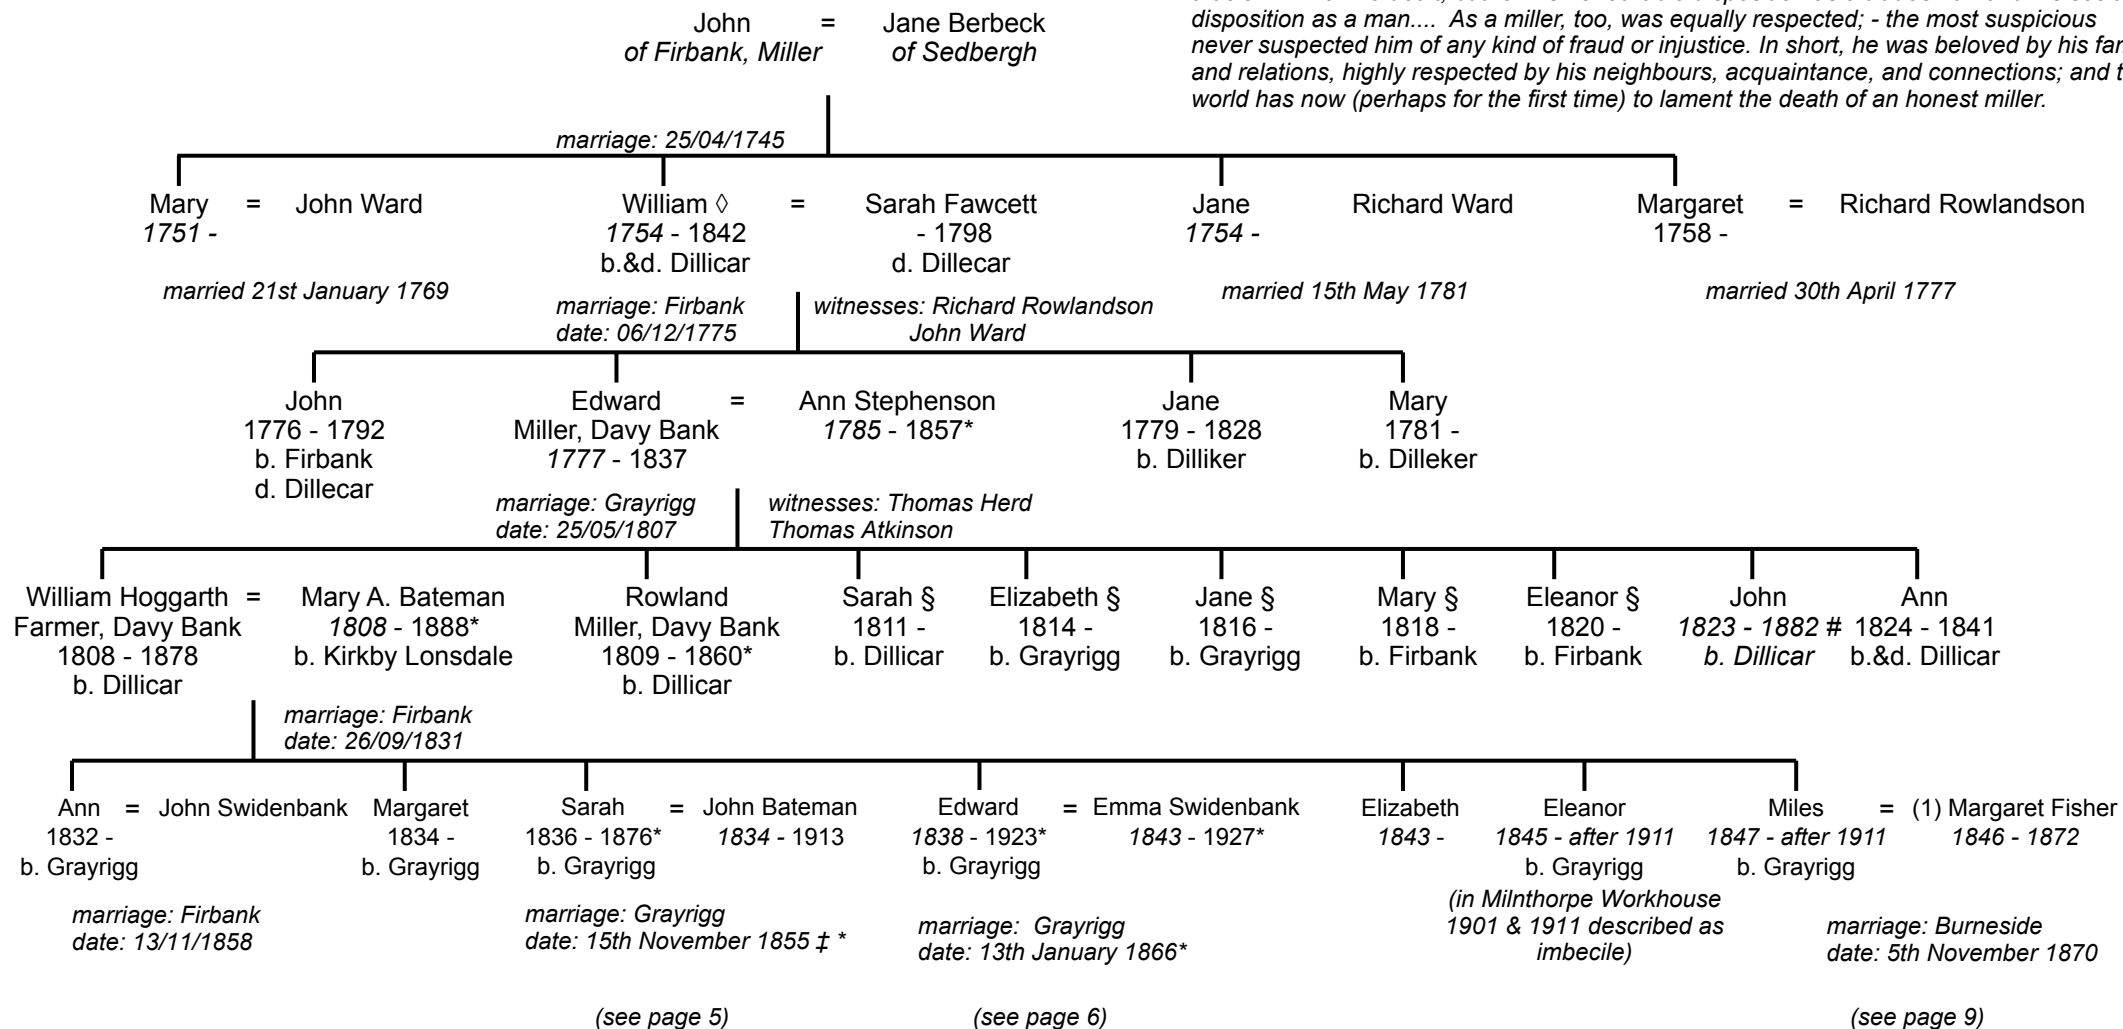 disposition as a man.... As a miller, too, was equally respected; - the most suspicious
never suspected him of any kind of fraud or injustice. In short, he was beloved by his
and relations, highly respected by his neighbours, acquaintance, and connections; and
world has now (perhaps for the first time) to lament the death of an honest miller.
John = Jane Berbeck
of Firbank, Miller of Sedbergh
marriage: 25/04/1745
Mary = John Ward William ◊ = Sarah Fawcett Jane Richard Ward Margaret = Richard Rowlandson
1751 - 1754 - 1842 - 1798 1754 - 1758 -
b.&d. Dillicar d. Dillecar
married 21st January 1769 married 15th May 1781 married 30th April 1777
marriage: Firbank witnesses: Richard Rowlandson
date: 06/12/1775 John Ward
John Edward = Ann Stephenson Jane Mary
1776 - 1792 Miller, Davy Bank 1785 - 1857* 1779 - 1828 1781 -
b. Firbank 1777 - 1837 b. Dilliker b. Dilleker
d. Dillecar
marriage: Grayrigg witnesses: Thomas Herd
date: 25/05/1807 Thomas Atkinson
William Hoggarth = Mary A. Bateman Rowland Sarah § Elizabeth § Jane § Mary § Eleanor § John Ann
Farmer, Davy Bank 1808 - 1888* Miller, Davy Bank 1811 - 1814 - 1816 - 1818 - 1820 - 1823 - 1882 # 1824 - 1841
1808 - 1878 b. Kirkby Lonsdale 1809 - 1860* b. Dillicar b. Grayrigg b. Grayrigg b. Firbank b. Firbank b. Dillicar b.&d. Dillicar
b. Dillicar b. Dillicar
marriage: Firbank
date: 26/09/1831
Ann = John Swidenbank Margaret Sarah = John Bateman Edward = Emma Swidenbank Elizabeth Eleanor Miles = (1) Margaret Fisher
1832 - 1834 - 1836 - 1876* 1834 - 1913 1838 - 1923* 1843 - 1927* 1843 - 1845 - after 1911 1847 - after 1911 1846 - 1872
b. Grayrigg b. Grayrigg b. Grayrigg b. Grayrigg b. Grayrigg b. Grayrigg
(in Milnthorpe Workhouse
1901 & 1911 described as
imbecile)
marriage: Firbank marriage: Grayrigg marriage: Grayrigg marriage: Burneside
date: 13/11/1858 date: 15th November 1855 ‡ * date: 13th January 1866* date: 5th November 1870
(see page 5) (see page 6) (see page 9)